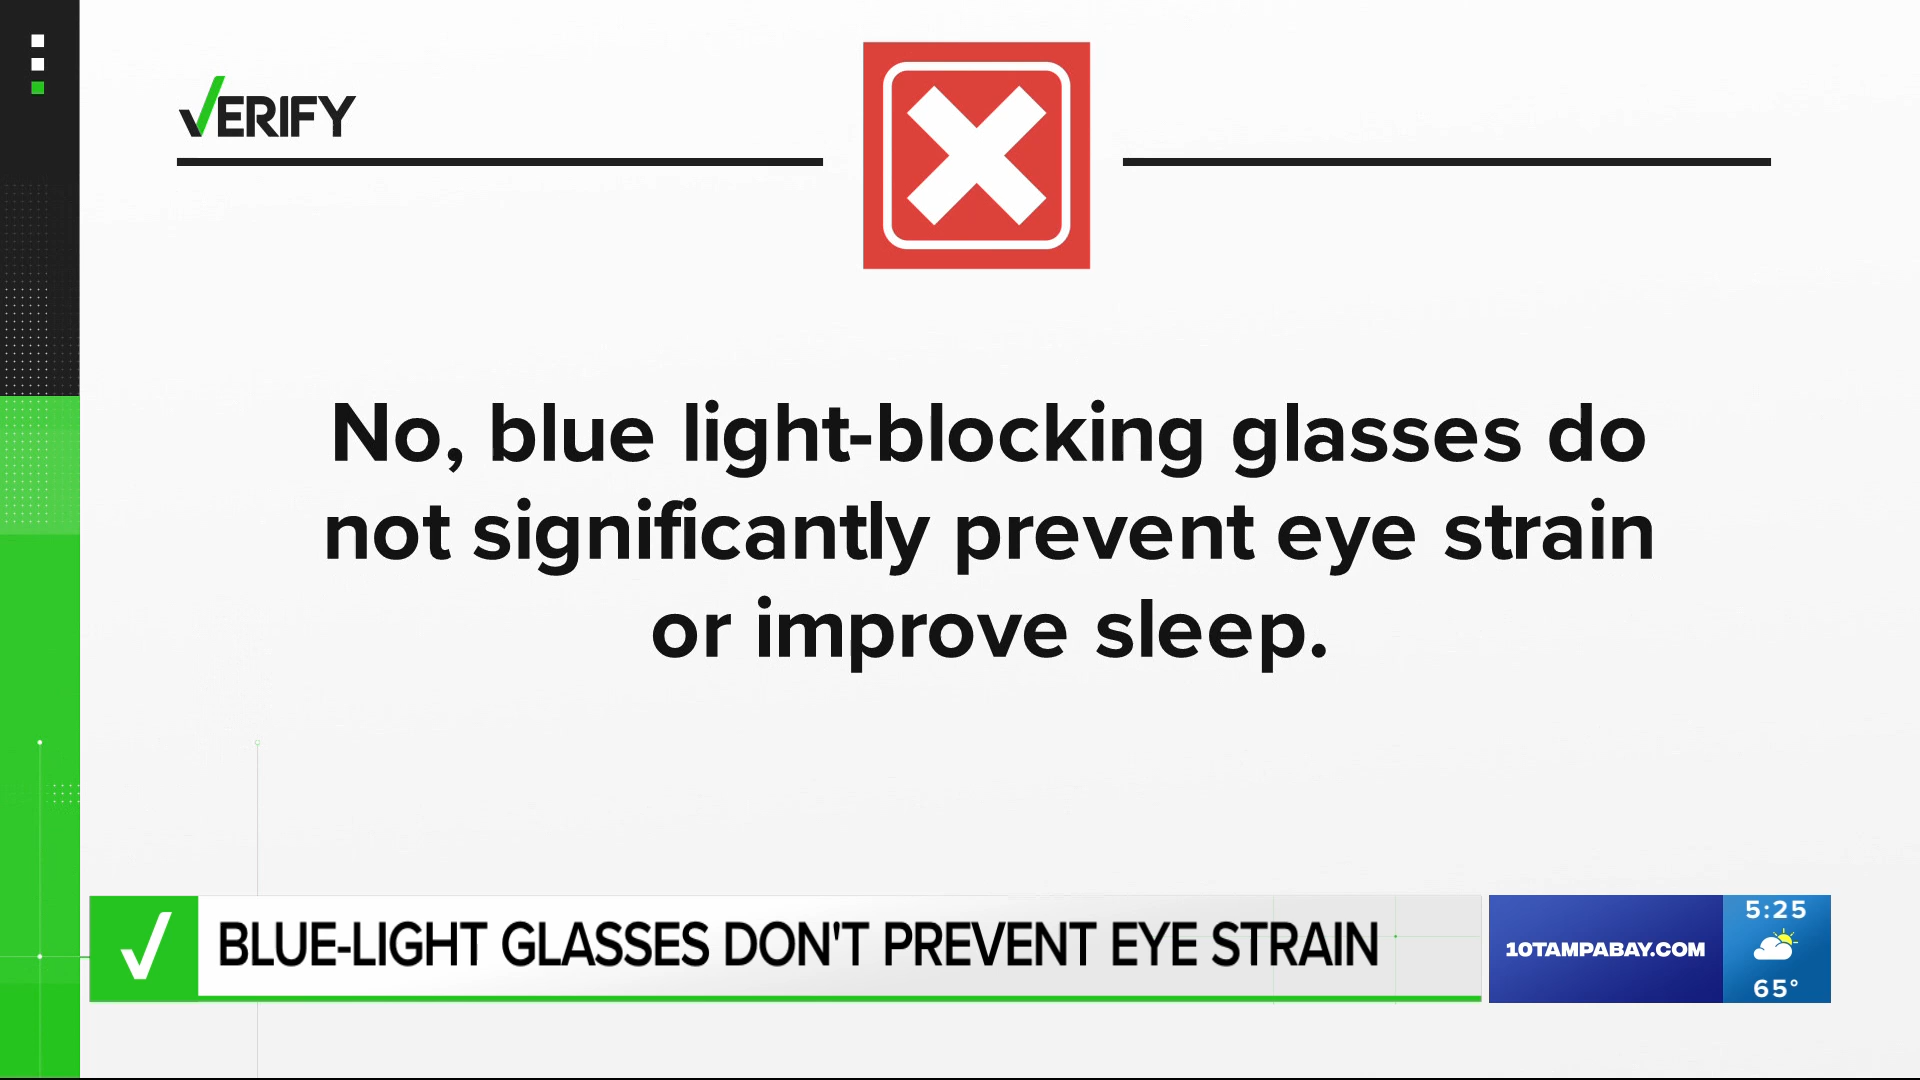 VERIFY
No, blue light-blocking glasses do
not significantly prevent eye strain
or improve sleep.
BLUE-LIGHT GLASSES DON'T PREVENT EYE STRAIN
10TAMPABAY.COM
5:25
65°